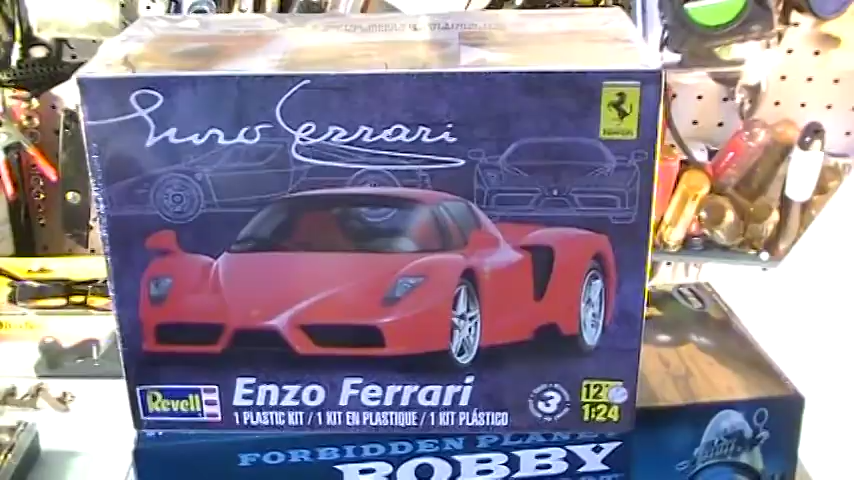 Enzo Ferrari
Ferrari
Revell
Enzo Ferrari
1 PLASTIC KIT / 1 KIT EN PLASTIQUE / 1 KIT PLÁSTICO
3
12
1:24
FORBIDDEN PLANET
ROBBY